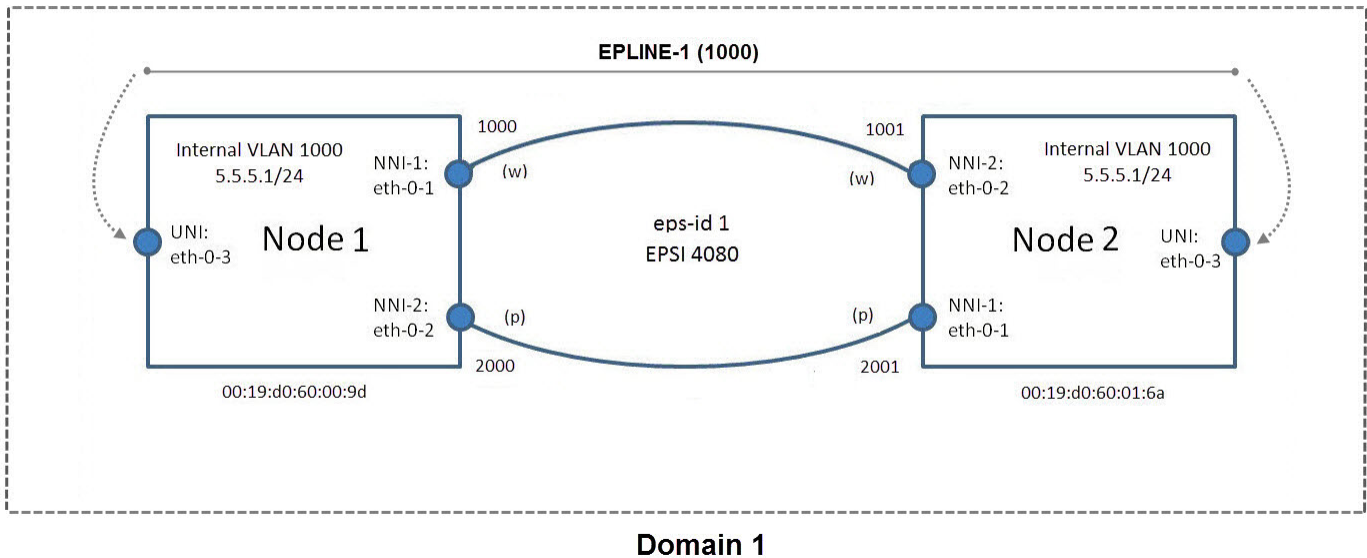 EPLINE-1 (1000)
1000
1001
Internal VLAN 1000
5.5.5.1/24
NNI-1:
eth-0-1
(w)
(w)
NNI-2:
eth-0-2
Internal VLAN 1000
5.5.5.1/24
UNI:
eth-0-3
Node 1
eps-id 1
EPSI 4080
Node 2
UNI:
eth-0-3
NNI-2:
eth-0-2
(p)
(p)
NNI-1:
eth-0-1
2000
2001
00:19:d0:60:00:9d
00:19:d0:60:01:6a
Domain 1